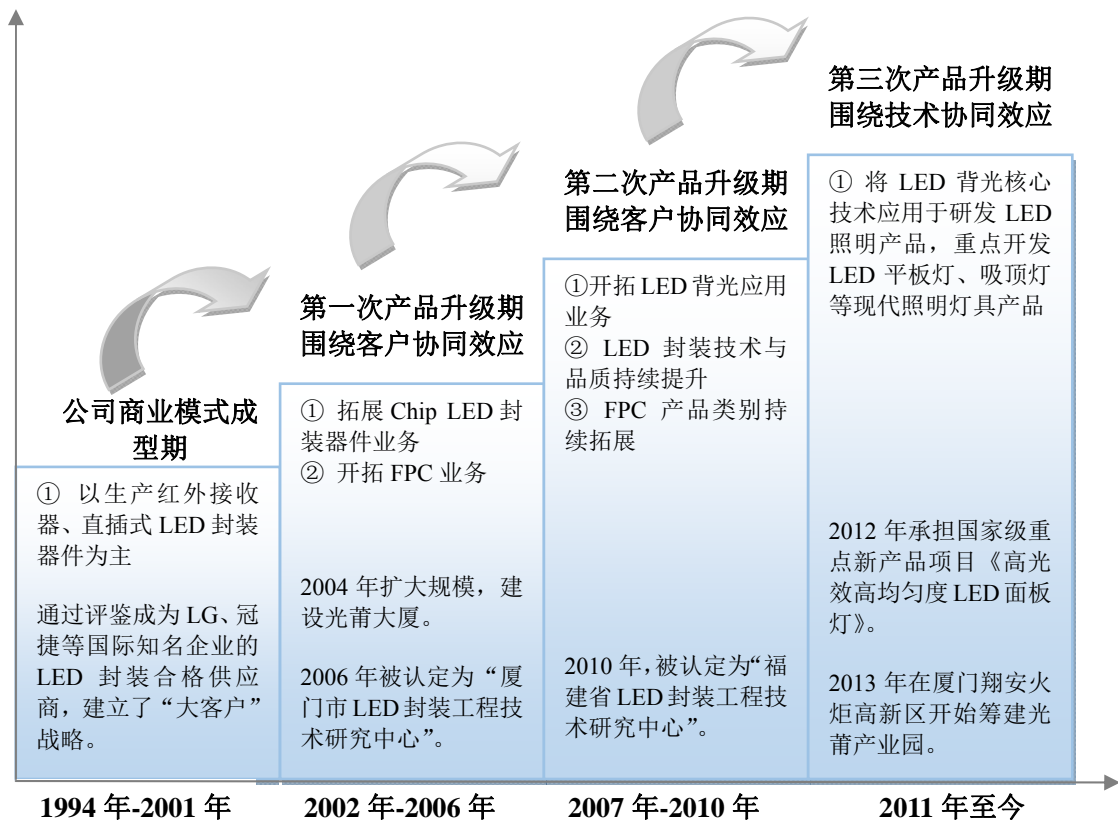 公司商业模式成
型期
① 以生产红外接收
器、直插式 LED 封装
器件为主
通过评鉴成为 LG、冠
捷等国际知名企业的
LED 封装合格供应
商，建立了“大客户”
战略。
1994 年-2001 年
第一次产品升级期
围绕客户协同效应
① 拓展 Chip LED 封
装器件业务
② 开拓 FPC 业务
2004 年扩大规模，建
设光莆大厦。
2006 年被认定为“厦
门市 LED 封装工程技
术研究中心”。
2002 年-2006 年
第二次产品升级期
围绕客户协同效应
①开拓 LED 背光应用
业务
② LED 封装技术与
品质持续提升
③ FPC 产品类别持
续拓展
2010 年，被认定为“福
建省 LED 封装工程技
术研究中心”。
2007 年-2010 年
第三次产品升级期
围绕技术协同效应
① 将 LED 背光核心
技术应用于研发 LED
照明产品，重点开发
LED 平板灯、吸顶灯
等现代照明灯具产品
2012 年承担国家级重
点新产品项目《高光
效高均匀度 LED 面板
灯》。
2013 年在厦门翔安火
炬高新区开始筹建光
莆产业园。
2011 年至今